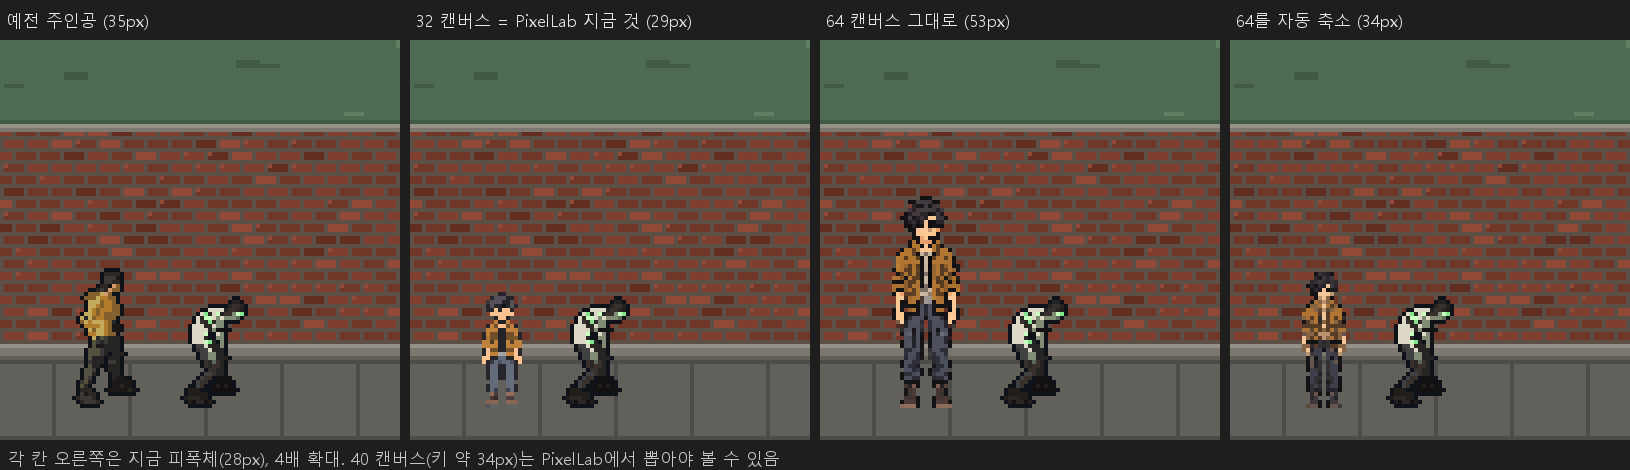 예전 주인공 (35px)
32 캔버스 = PixelLab 지금 것 (29px)
64 캔버스 그대로 (53px)
64를 자동 축소 (34px)
각 칸 오른쪽은 지금 피폭체(28px), 4배 확대. 40 캔버스(키 약 34px)는 PixelLab에서 뽑아야 볼 수 있음